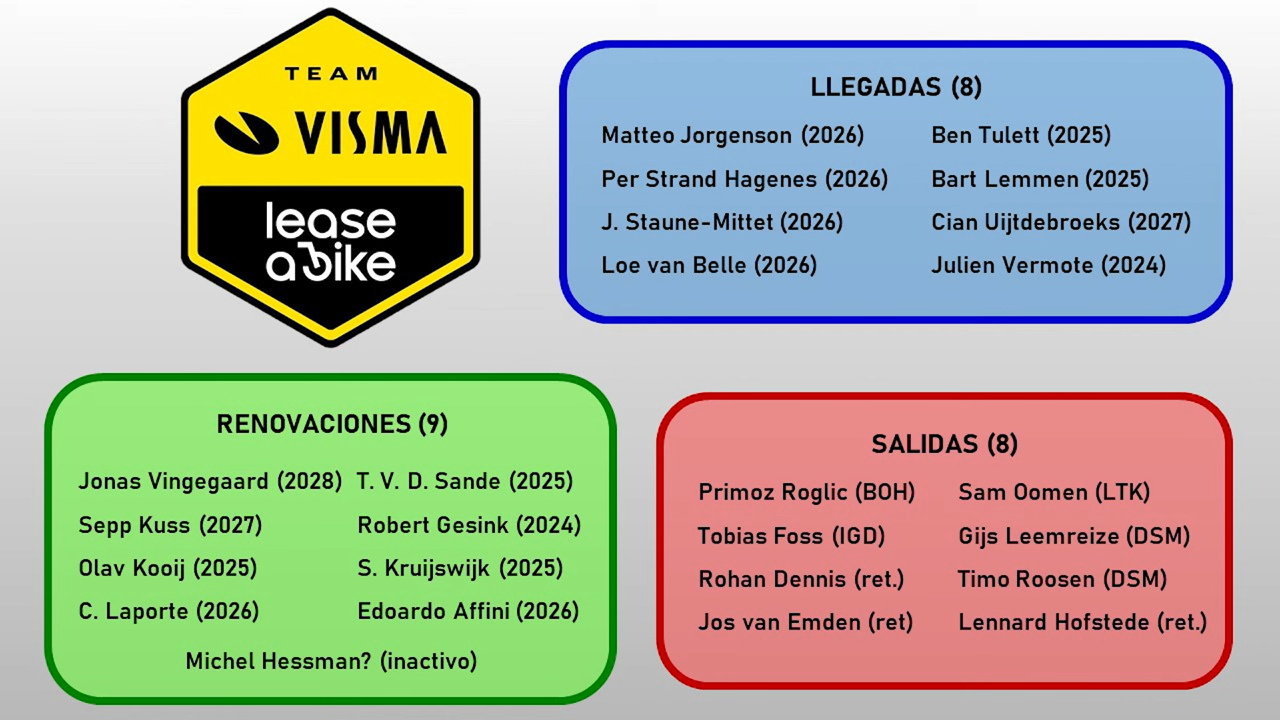 TEAM
VISMA
lease
a bike
LLEGADAS (8)
Matteo Jorgenson (2026)
Ben Tulett (2025)
Per Strand Hagenes (2026)
Bart Lemmen (2025)
J. Staune-Mittet (2026)
Cian Uijtdebroeks (2027)
Loe van Belle (2026)
Julien Vermote (2024)
RENOVACIONES (9)
Jonas Vingegaard (2028)
T. V. D. Sande (2025)
Sepp Kuss (2027)
Robert Gesink (2024)
Olav Kooij (2025)
S. Kruijswijk (2025)
C. Laporte (2026)
Edoardo Affini (2026)
Michel Hessman? (inactivo)
SALIDAS (8)
Primoz Roglic (BOH)
Sam Oomen (LTK)
Tobias Foss (IGD)
Gijs Leemreize (DSM)
Rohan Dennis (ret.)
Timo Roosen (DSM)
Jos van Emden (ret)
Lennard Hofstede (ret.)